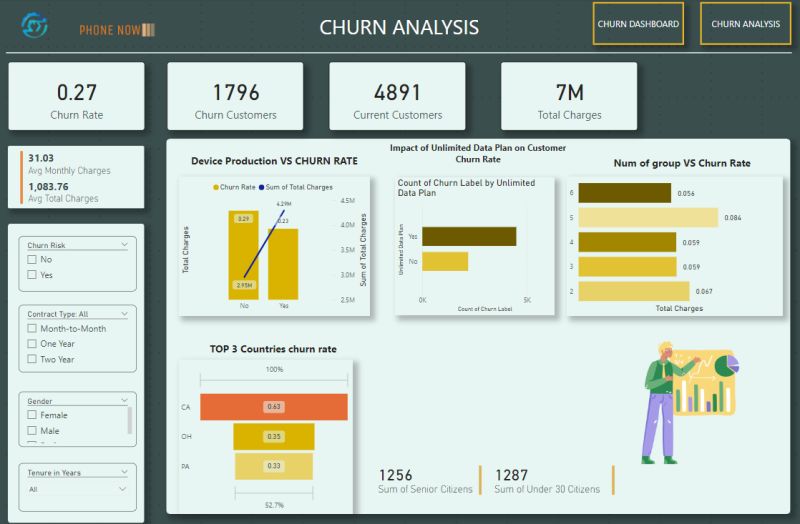 PHONE NOW
CHURN ANALYSIS
CHURN DASHBOARD
CHURN ANALYSIS
0.27
Churn Rate
1796
Churn Customers
4891
Current Customers
7M
Total Charges
31.03
Avg Monthly Charges
1,083.76
Avg Total Charges
Churn Risk
No
Yes
Contract Type: All
Month-to-Month
One Year
Two Year
Gender
Female
Male
Tenure in Years
All
Device Production VS CHURN RATE
Churn Rate
Sum of Total Charges
Total Charges
0.29
2.95M
4.29M
0.23
No
Yes
4.5M
4.0M
3.5M
3.0M
2.5M
Sum of Total Charges
Impact of Unlimited Data Plan on Customer
Churn Rate
Count of Churn Label by Unlimited
Data Plan
Unlimited Data Plan
Yes
No
0K
5K
Count of Churn Label
Num of group VS Churn Rate
6
0.056
5
0.084
4
0.059
3
0.059
2
0.067
Total Charges
TOP 3 Countries churn rate
100%
CA
0.63
OH
0.35
PA
0.33
52.7%
1256
Sum of Senior Citizens
1287
Sum of Under 30 Citizens